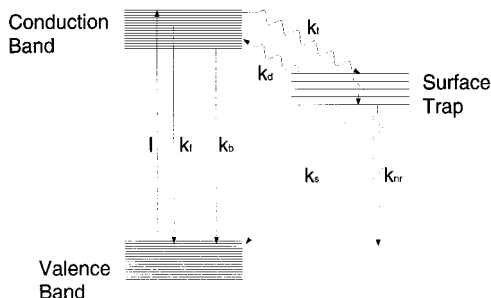 Conduction
Band
kt
kd
Surface
Trap
I
kf
kb
ks
knr
Valence
Band